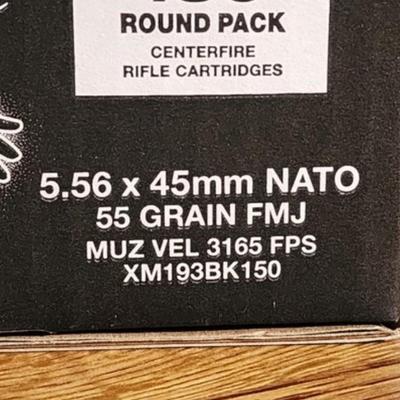 ROUND PACK
CENTERFIRE
RIFLE CARTRIDGES
5.56 x 45mm NATO
55 GRAIN FMJ
MUZ VEL 3165 FPS
XM193BK150